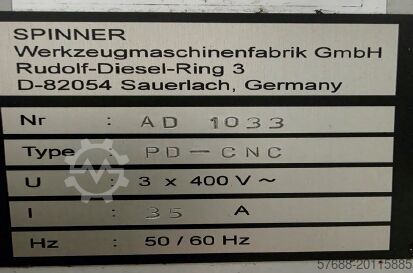 SPINNER
Werkzeugmaschinenfabrik GmbH
Rudolf-Diesel-Ring 3
D-82054 Sauerlach, Germany
Nr : AD 1033
Type : PD-CNC
U : 3 x 400 V ~
I : 35 A
Hz : 50 / 60 Hz
57688-20115885